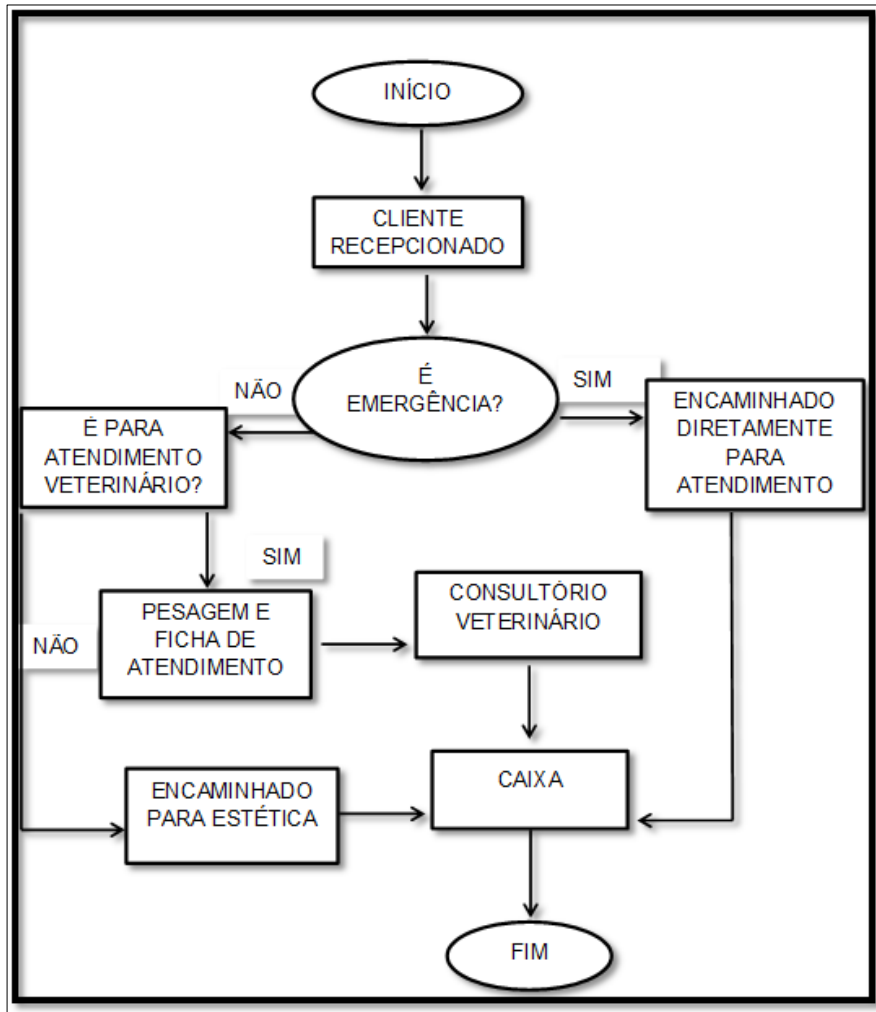 INÍCIO
CLIENTE
RECEPCIONADO
É
EMERGÊNCIA?
NÃO
SIM
É PARA
ATENDIMENTO
VETERINÁRIO?
ENCAMINHADO
DIRETAMENTE
PARA
ATENDIMENTO
SIM
NÃO
PESAGEM E
FICHA DE
ATENDIMENTO
CONSULTÓRIO
VETERINÁRIO
ENCAMINHADO
PARA ESTÉTICA
CAIXA
FIM